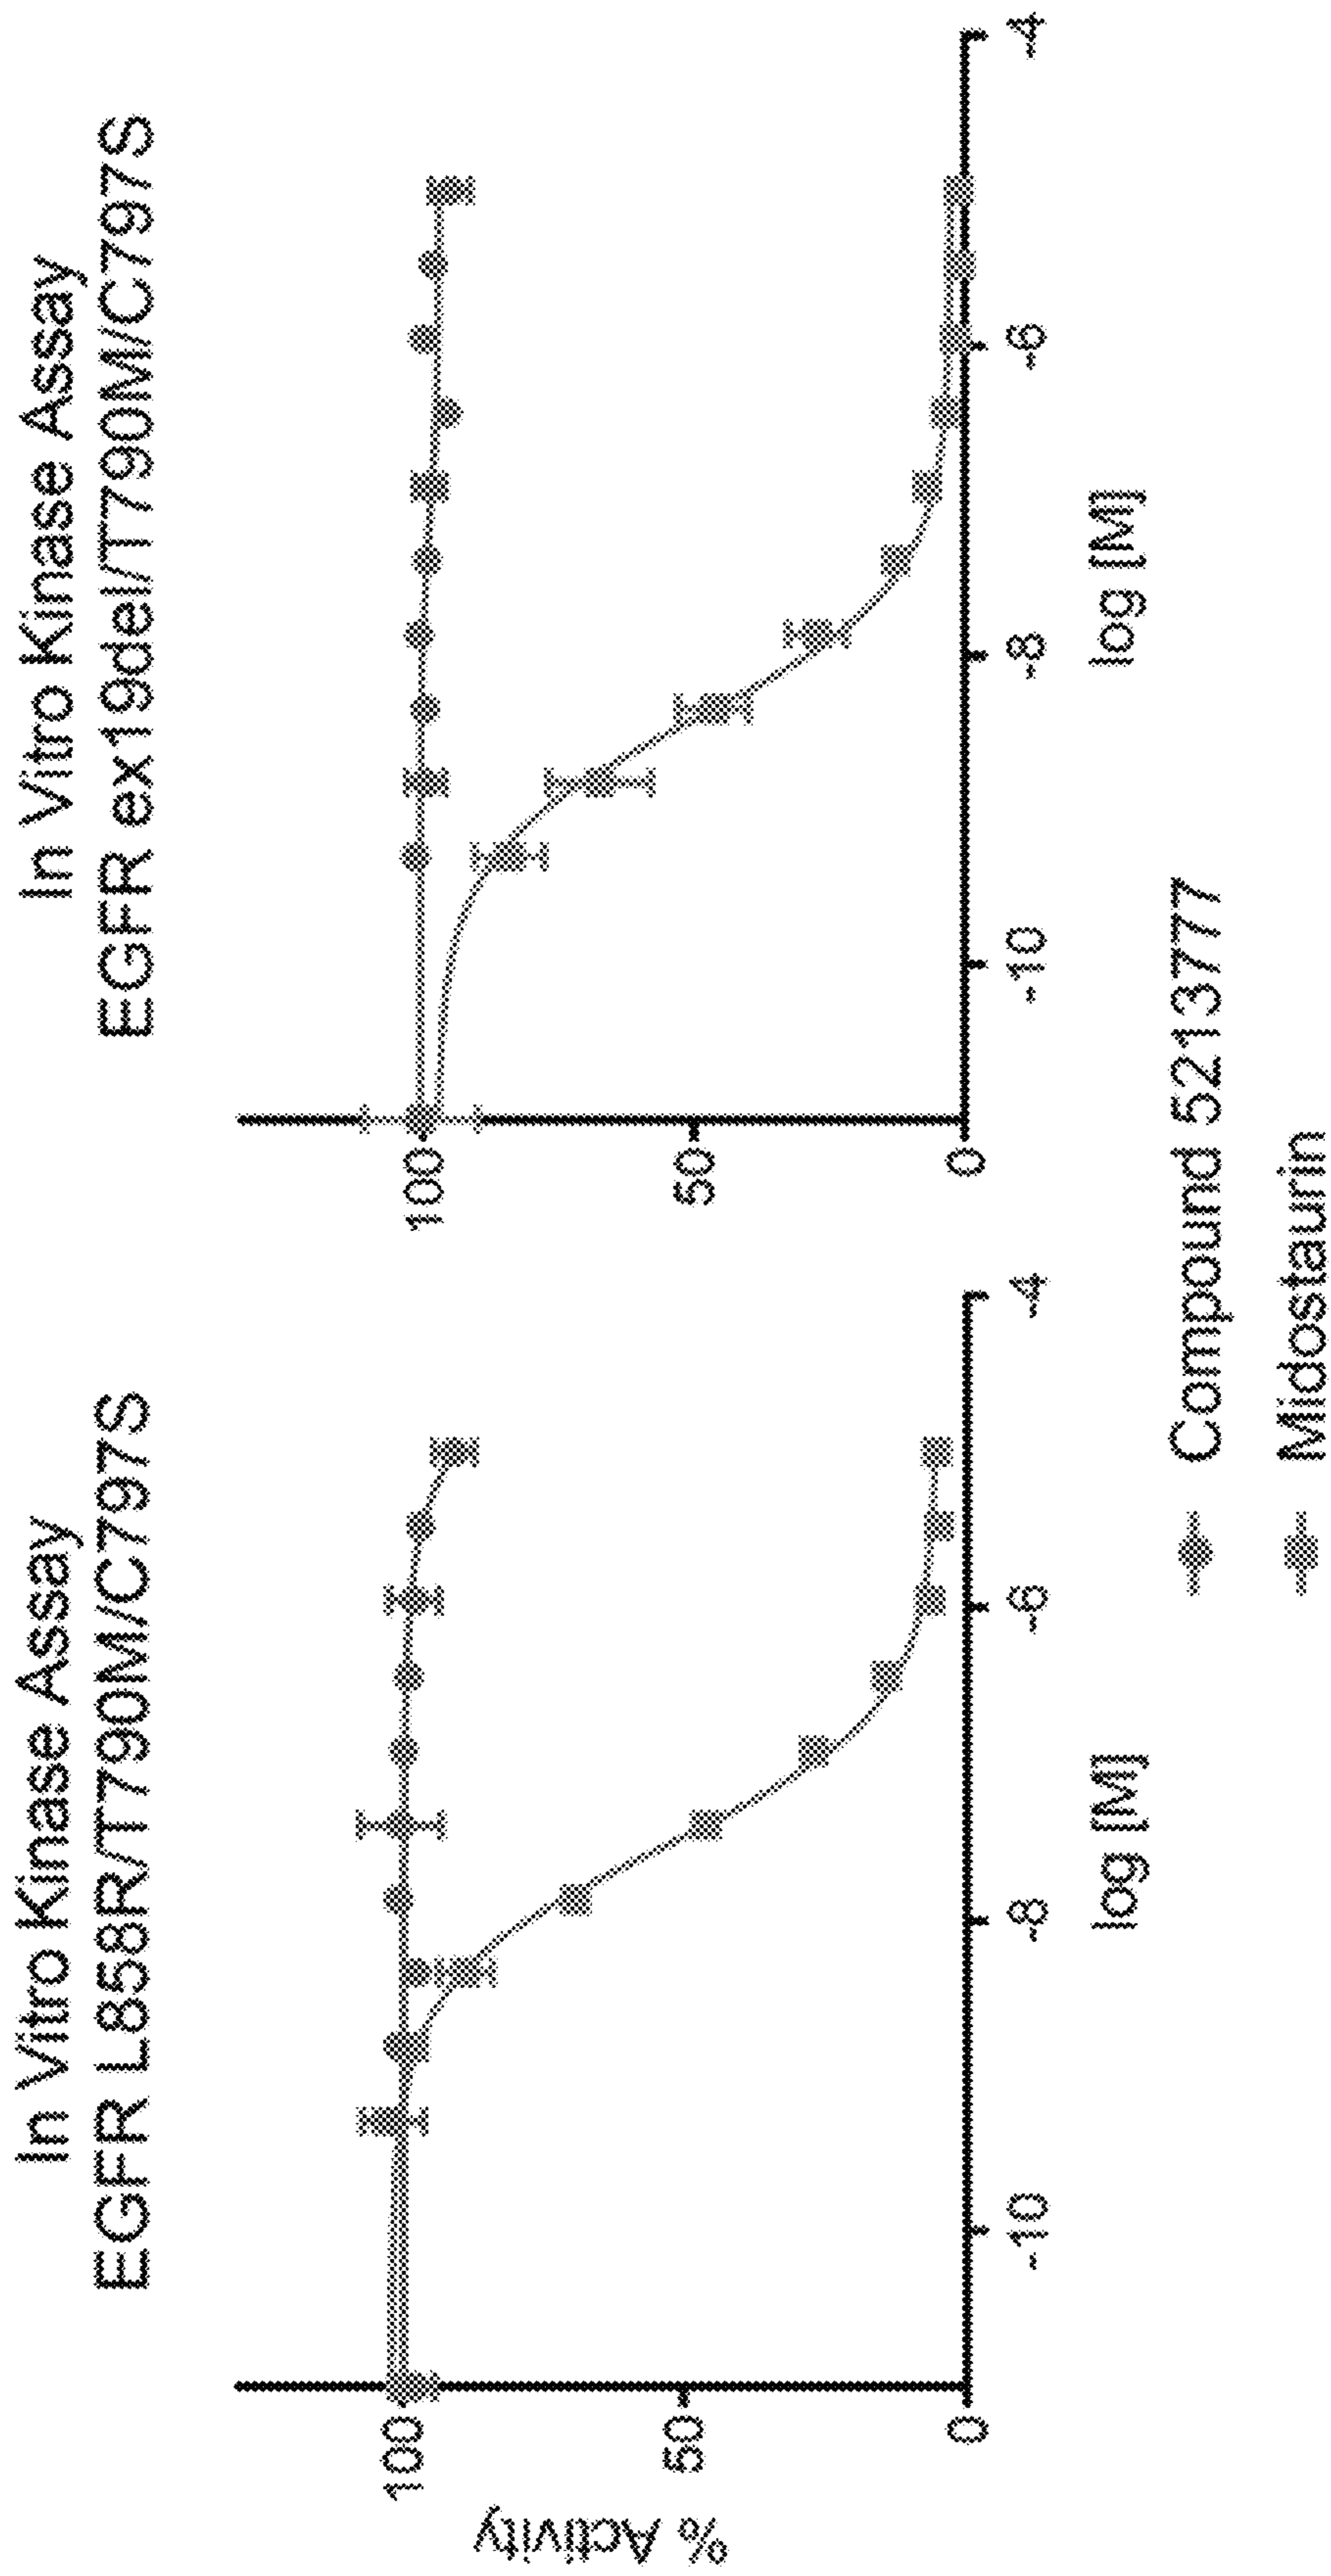 In Vitro Kinase Assay
EGFR L858R/T790M/C797S
% Activity
100
50
0
-10
-8
-6
-4
log [M]
In Vitro Kinase Assay
EGFR ex19del/T790M/C797S
100
50
0
-10
-8
-6
-4
log [M]
Compound 5213777
Midostaurin